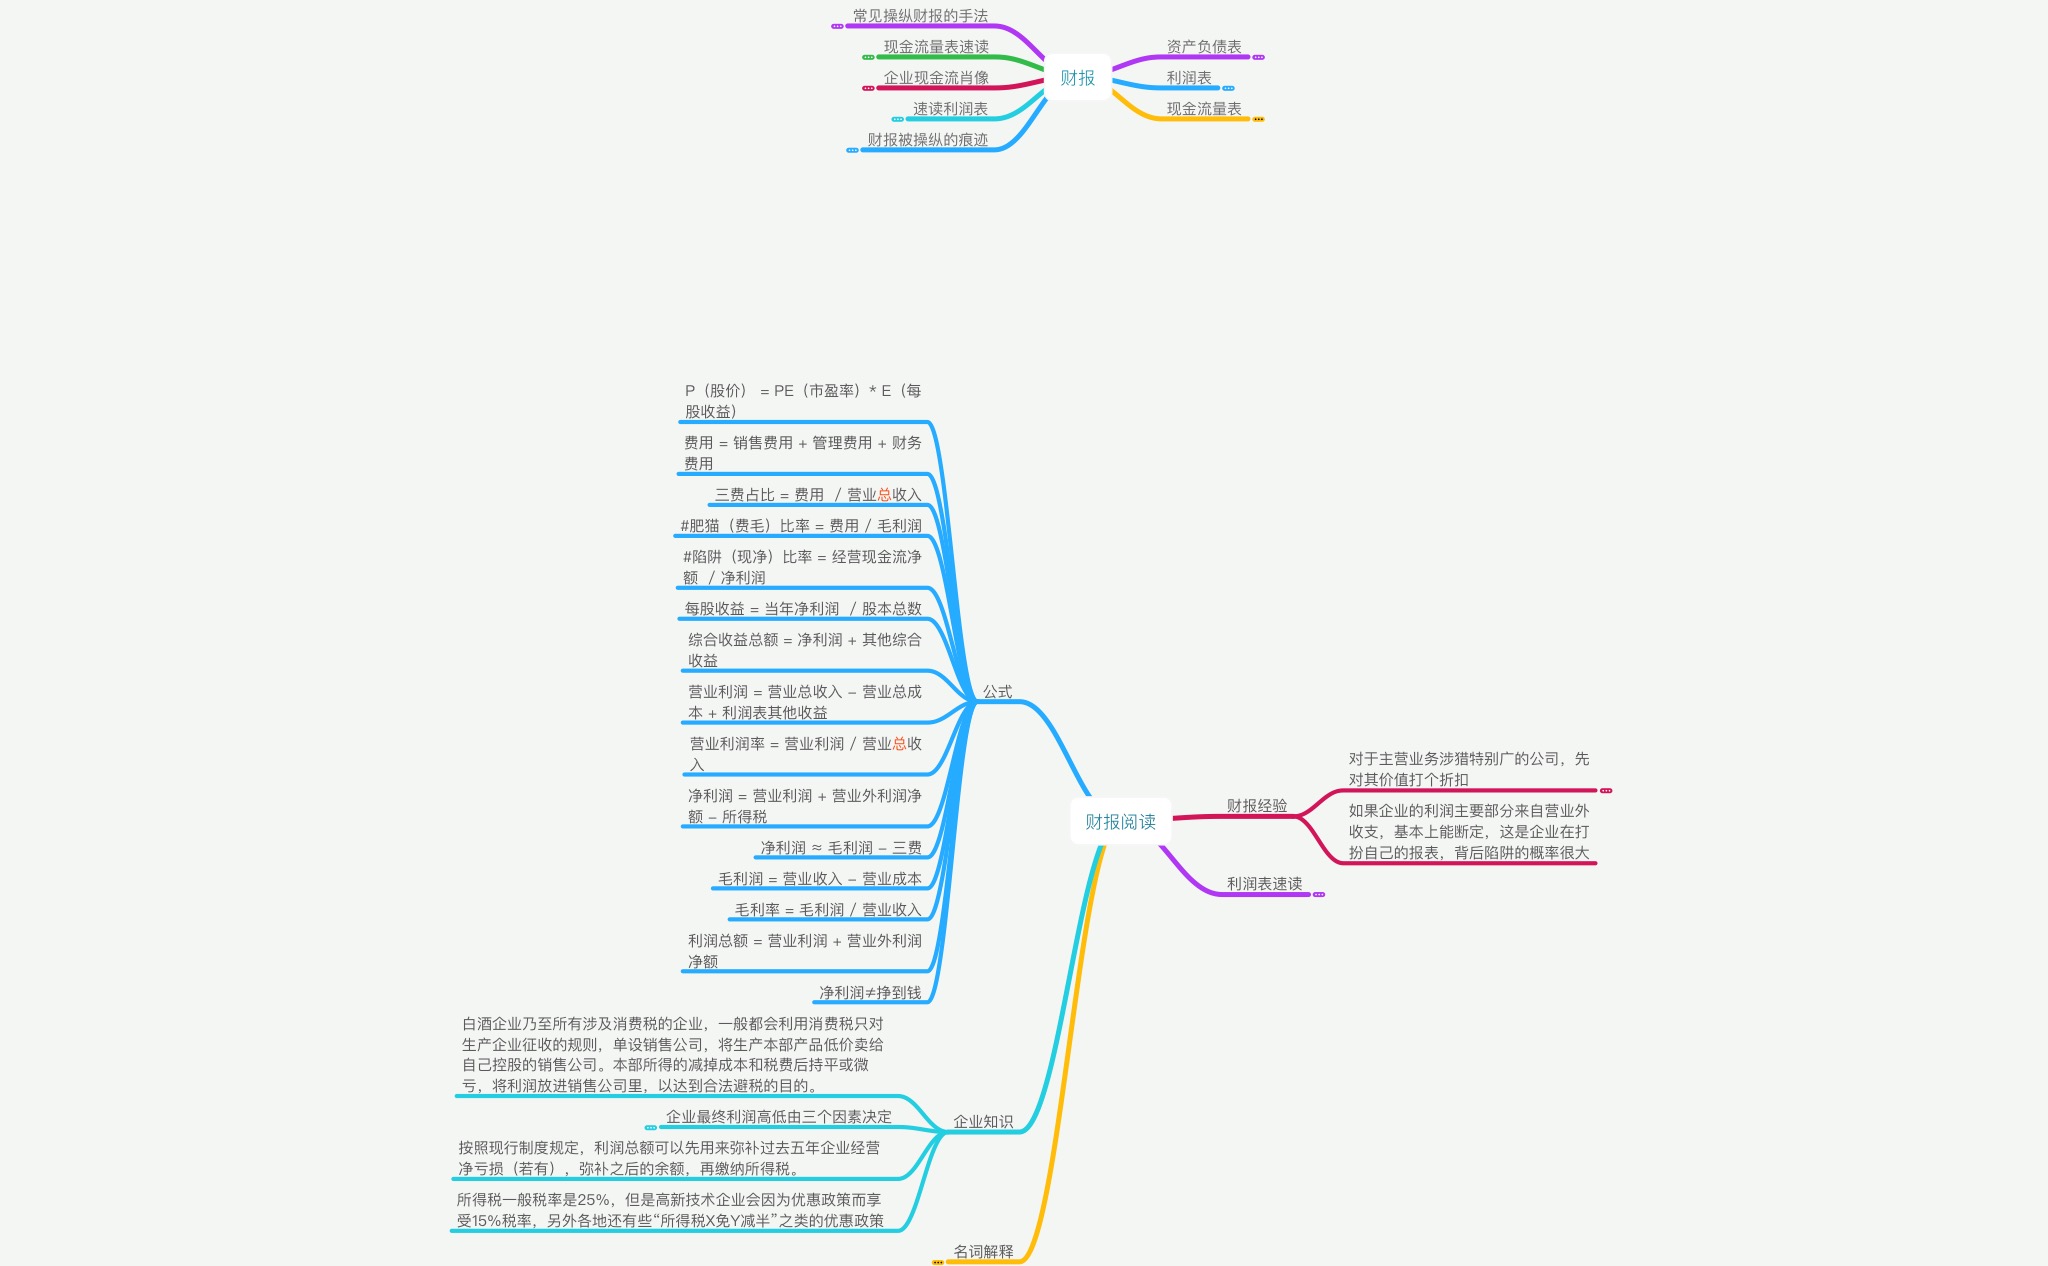 常见操纵财报的手法
现金流量表速读
企业现金流肖像
速读利润表
财报被操纵的痕迹
财报
资产负债表
利润表
现金流量表
P（股价） = PE（市盈率）* E（每
股收益）
费用 = 销售费用 + 管理费用 + 财务
费用
三费占比 = 费用 / 营业总收入
#肥猫（费毛）比率 = 费用 / 毛利润
#陷阱（现净）比率 = 经营现金流净
额 / 净利润
每股收益 = 当年净利润 / 股本总数
综合收益总额 = 净利润 + 其他综合
收益
营业利润 = 营业总收入 – 营业总成
本 + 利润表其他收益
营业利润率 = 营业利润 / 营业总收
入
净利润 = 营业利润 + 营业外利润净
额 – 所得税
净利润 ≈ 毛利润 – 三费
毛利润 = 营业收入 – 营业成本
毛利率 = 毛利润 / 营业收入
利润总额 = 营业利润 + 营业外利润
净额
净利润≠挣到钱
公式
白酒企业乃至所有涉及消费税的企业，一般都会利用消费税只对
生产企业征收的规则，单设销售公司，将生产本部产品低价卖给
自己控股的销售公司。本部所得的减掉成本和税费后持平或微
亏，将利润放进销售公司里，以达到合法避税的目的。
企业最终利润高低由三个因素决定
按照现行制度规定，利润总额可以先用来弥补过去五年企业经营
净亏损（若有），弥补之后的余额，再缴纳所得税。
所得税一般税率是25%，但是高新技术企业会因为优惠政策而享
受15%税率，另外各地还有些“所得税X免Y减半”之类的优惠政策
企业知识
名词解释
财报阅读
财报经验
对于主营业务涉猎特别广的公司，先
对其价值打个折扣
如果企业的利润主要部分来自营业外
收支，基本上能断定，这是企业在打
扮自己的报表，背后陷阱的概率很大
利润表速读